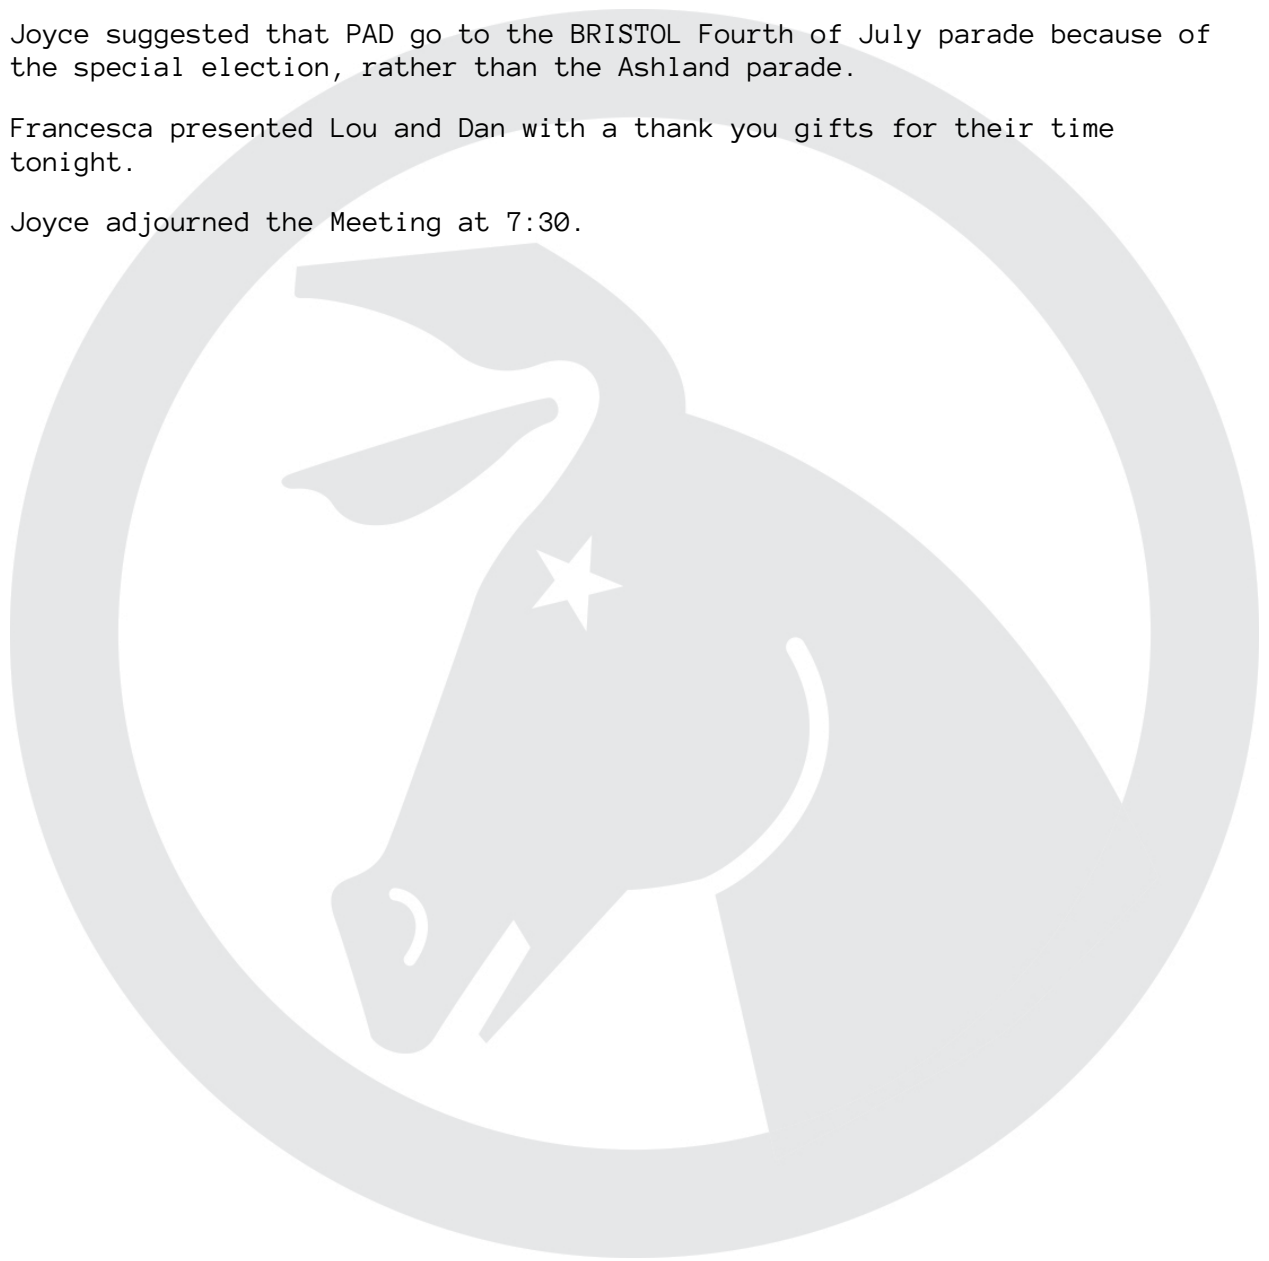 Joyce suggested that PAD go to the BRISTOL Fourth of July parade because of
the special election, rather than the Ashland parade.
Francesca presented Lou and Dan with a thank you gifts for their time
tonight.
Joyce adjourned the Meeting at 7:30.